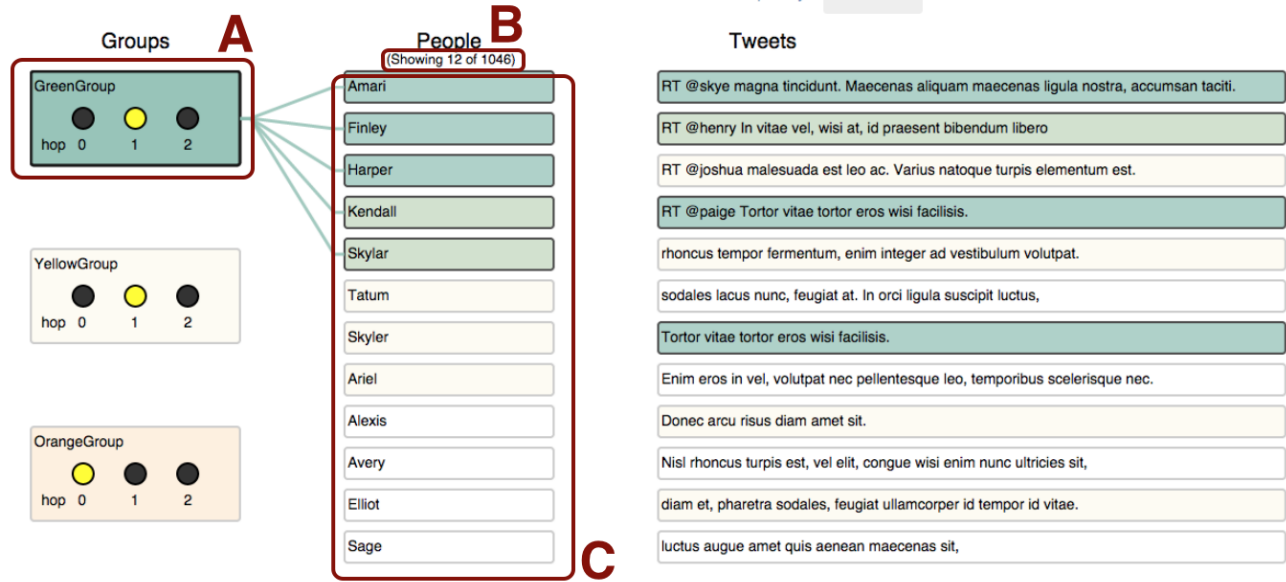 Groups
A
GreenGroup
hop 0 1 2
YellowGroup
hop 0 1 2
OrangeGroup
hop 0 1 2
People
B
(Showing 12 of 1046)
Amari
Finley
Harper
Kendall
Skylar
Tatum
Skyler
Ariel
Alexis
Avery
Elliot
Sage
C
Tweets
RT @skye magna tincidunt. Maecenas aliquam maecenas ligula nostra, accumsan taciti.
RT @henry In vitae vel, wisi at, id praesent bibendum libero
RT @joshua malesuada est leo ac. Varius natoque turpis elementum est.
RT @paige Tortor vitae tortor eros wisi facilisis.
rhoncus tempor fermentum, enim integer ad vestibulum volutpat.
sodales lacus nunc, feugiat at. In orci ligula suscipit luctus,
Tortor vitae tortor eros wisi facilisis.
Enim eros in vel, volutpat nec pellentesque leo, temporibus scelerisque nec.
Donec arcu risus diam amet sit.
Nisl rhoncus turpis est, vel elit, congue wisi enim nunc ultricies sit,
diam et, pharetra sodales, feugiat ullamcorper id tempor id vitae.
luctus augue amet quis aenean maecenas sit,